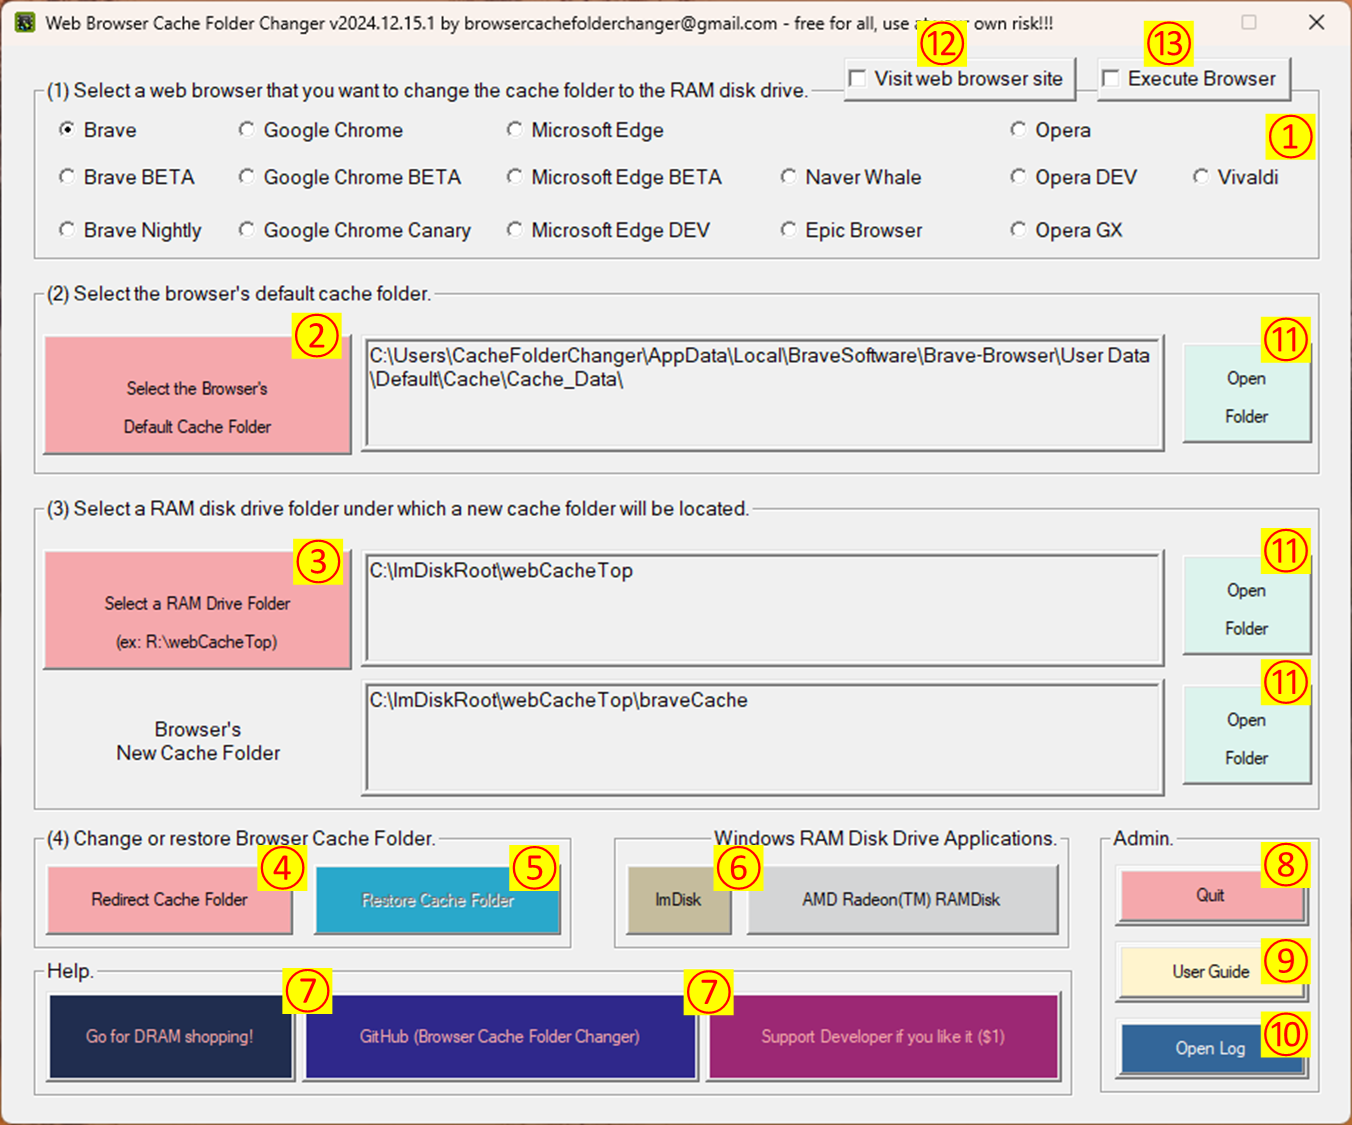 Web Browser Cache Folder Changer v2024.12.15.1 by browsercachefolderchanger@gmail.com - free for all, use own risk!!!
⑫ ⑬
Visit web browser site
Execute Browser
(1) Select a web browser that you want to change the cache folder to the RAM disk drive.
①
Brave Google Chrome Microsoft Edge Opera
Brave BETA Google Chrome BETA Microsoft Edge BETA Naver Whale Opera DEV Vivaldi
Brave Nightly Google Chrome Canary Microsoft Edge DEV Epic Browser Opera GX
(2) Select the browser's default cache folder.
②
Select the Browser's
Default Cache Folder
C:\Users\CacheFolderChanger\AppData\Local\BraveSoftware\Brave-Browser\User Data
\Default\Cache\Cache_Data\
⑪
Open
Folder
(3) Select a RAM disk drive folder under which a new cache folder will be located.
③
Select a RAM Drive Folder
(ex: R:\webCacheTop)
C:\ImDiskRoot\webCacheTop
⑪
Open
Folder
Browser's
New Cache Folder
C:\ImDiskRoot\webCacheTop\braveCache
⑪
Open
Folder
(4) Change or restore Browser Cache Folder.
④
Redirect Cache Folder
⑤
Restore Cache Folder
Windows RAM Disk Drive Applications.
⑥
ImDisk
AMD Radeon(TM) RAMDisk
Admin.
⑧
Quit
⑨
User Guide
⑩
Open Log
Help.
⑦
Go for DRAM shopping!
GitHub (Browser Cache Folder Changer)
⑦
Support Developer if you like it ($1)